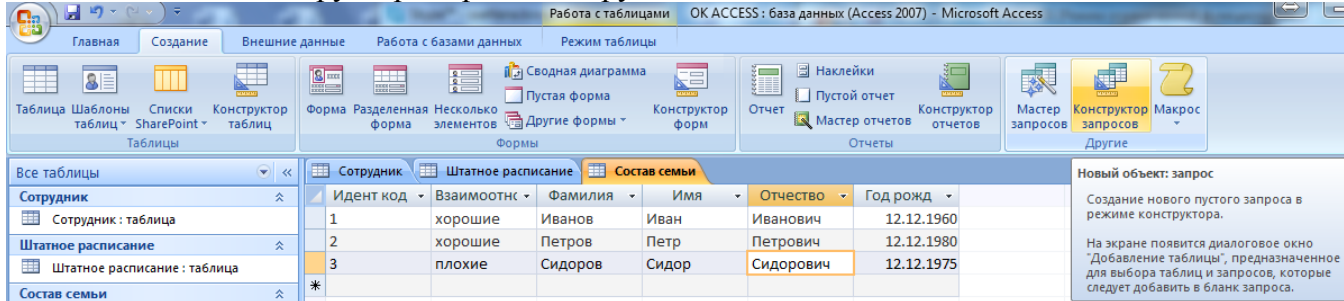 Работа с таблицами OK ACCESS : база данных (Access 2007) - Microsoft Access
Главная Создание Внешние данные Работа с базами данных Режим таблицы
Таблица Шаблоны таблиц Списки SharePoint Конструктор таблиц
Таблицы
Форма Разделенная форма Несколько элементов
Сводная диаграмма
Пустая форма
Другие формы
Конструктор форм
Формы
Отчет
Наклейки
Пустой отчет
Мастер отчетов
Конструктор отчетов
Отчеты
Мастер запросов Конструктор запросов Макрос
Другие
Все таблицы
Сотрудник
Сотрудник : таблица
Штатное расписание
Штатное расписание : таблица
Состав семьи
Сотрудник Штатное расписание Состав семьи
Идент код Взаимоотнс Фамилия Имя Отчество Год рожд
1 хорошие Иванов Иван Иванович 12.12.1960
2 хорошие Петров Петр Петрович 12.12.1980
3 плохие Сидоров Сидор Сидорович 12.12.1975
Новый объект: запрос
Создание нового пустого запроса в
режиме конструктора.
На экране появится диалоговое окно
"Добавление таблицы", предназначенное
для выбора таблиц и запросов, которые
следует добавить в бланк запроса.